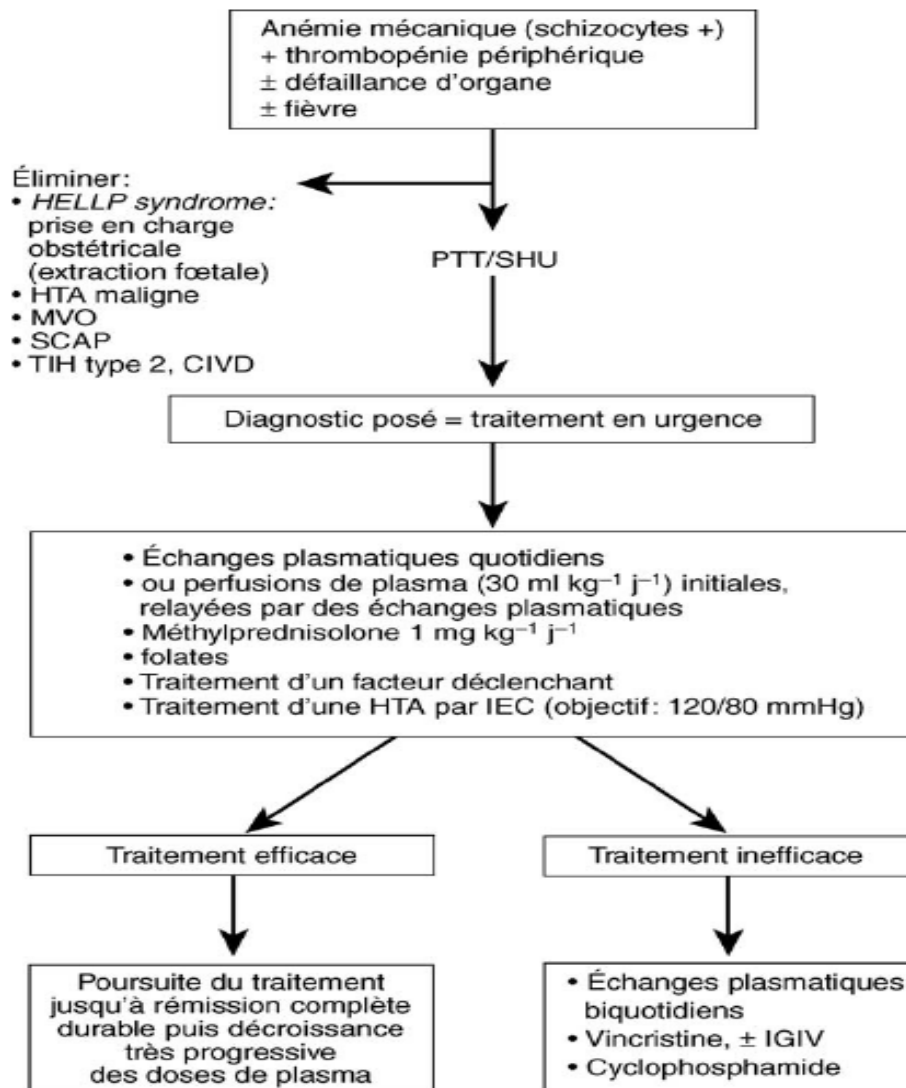 Anémie mécanique (schizocytes +)
+ thrombopénie périphérique
± défaillance d'organe
± fièvre
Éliminer:
• HELLP syndrome:
prise en charge
obstétricale
(extraction fœtale)
• HTA maligne
• MVO
• SCAP
• TIH type 2, CIVD
PTT/SHU
Diagnostic posé = traitement en urgence
• Échanges plasmatiques quotidiens
• ou perfusions de plasma (30 ml kg⁻¹ j⁻¹) initiales,
relayées par des échanges plasmatiques
• Méthylprednisolone 1 mg kg⁻¹ j⁻¹
• folates
• Traitement d'un facteur déclenchant
• Traitement d'une HTA par IEC (objectif: 120/80 mmHg)
Traitement efficace
Traitement inefficace
Poursuite du traitement
jusqu'à rémission complète
durable puis décroissance
très progressive
des doses de plasma
• Échanges plasmatiques
biquotidiens
• Vincristine, ± IGIV
• Cyclophosphamide